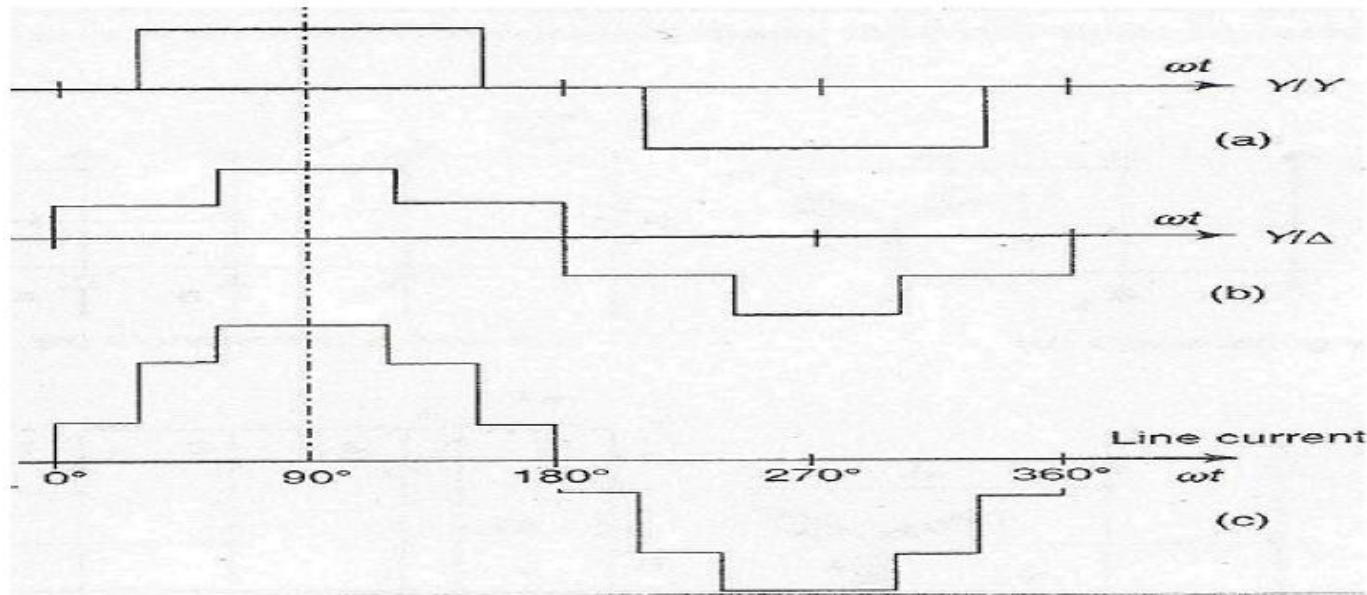 ωt
Y/Y
(a)
ωt
Y/Δ
(b)
Line current
0° 90° 180° 270° 360° ωt
(c)